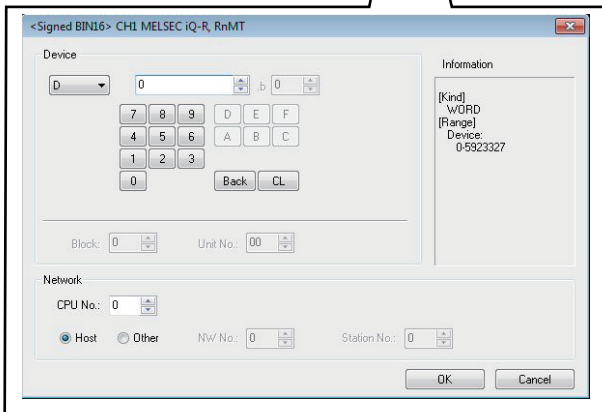 <Signed BIN16> CH1 MELSEC iQ-R, RnMT
Device
D 0 .b 0
7 8 9 D E F
4 5 6 A B C
1 2 3
0 Back CL
Block: 0 Unit No.: 00
Information
[Kind]
WORD
[Range]
Device:
0-5923327
Network
CPU No.: 0
Host Other NW No.: 0 Station No.: 0
OK Cancel